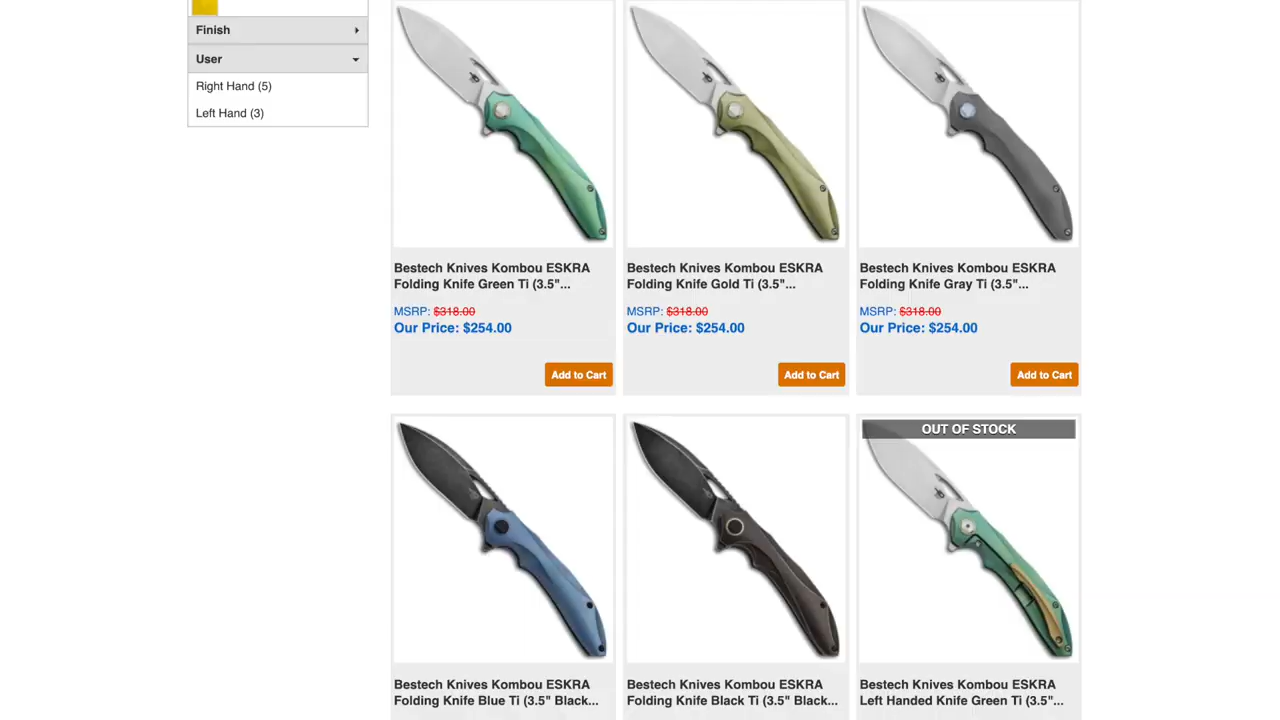 Finish
User
Right Hand (5)
Left Hand (3)
Bestech Knives Kombou ESKRA
Folding Knife Green Ti (3.5"...
MSRP: $318.00
Our Price: $254.00
Add to Cart
Bestech Knives Kombou ESKRA
Folding Knife Gold Ti (3.5"...
MSRP: $318.00
Our Price: $254.00
Add to Cart
Bestech Knives Kombou ESKRA
Folding Knife Gray Ti (3.5"...
MSRP: $318.00
Our Price: $254.00
Add to Cart
Bestech Knives Kombou ESKRA
Folding Knife Blue Ti (3.5" Black...
Bestech Knives Kombou ESKRA
Folding Knife Black Ti (3.5" Black...
OUT OF STOCK
Bestech Knives Kombou ESKRA
Left Handed Knife Green Ti (3.5"...